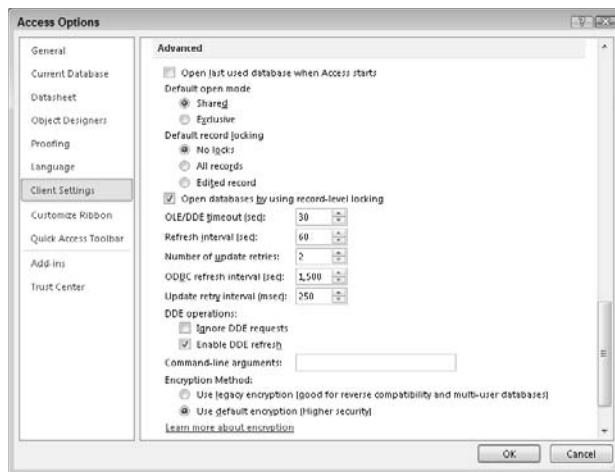 Access Options
General
Current Database
Datasheet
Object Designers
Proofing
Language
Client Settings
Customize Ribbon
Quick Access Toolbar
Add-ins
Trust Center
Advanced
Open last used database when Access starts
Default open mode
Shared
Exclusive
Default record locking
No locks
All records
Edited record
Open databases by using record-level locking
OLE/DDE timeout (sec): 30
Refresh interval (sec): 60
Number of update retries: 2
ODBC refresh interval (sec): 1,500
Update retry interval (msec): 250
DDE operations:
Ignore DDE requests
Enable DDE refresh
Command-line arguments:
Encryption Method:
Use legacy encryption (good for reverse compatibility and multi-user databases)
Use default encryption (Higher security)
Learn more about encryption
OK Cancel